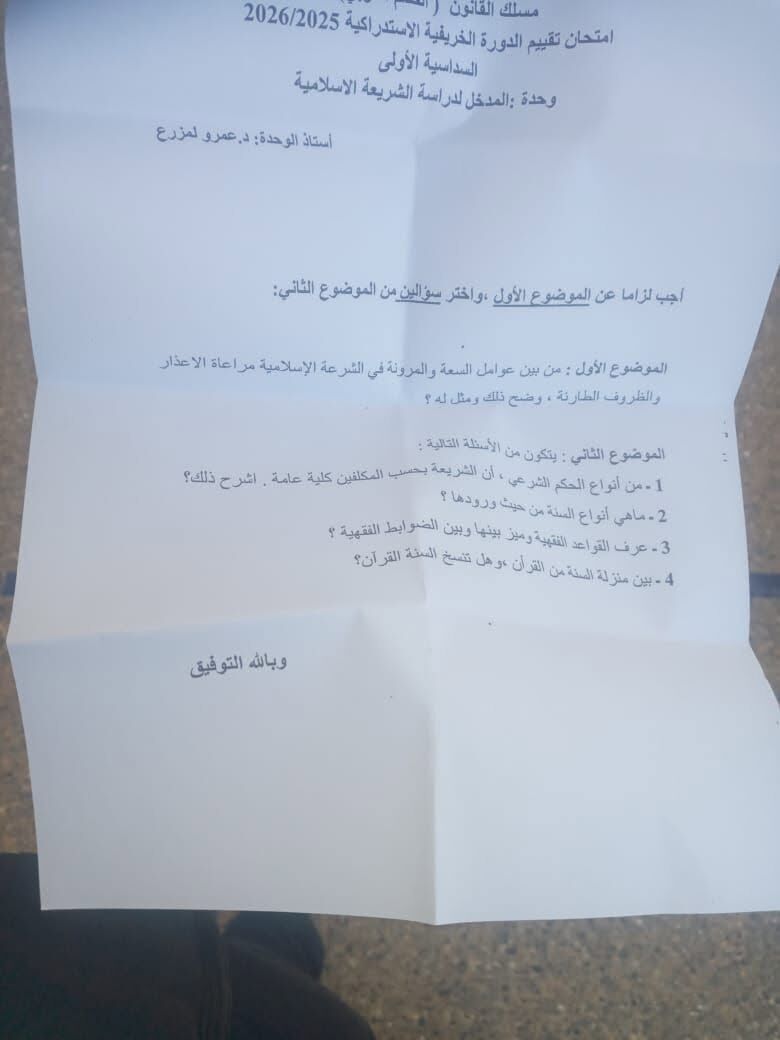 مسلك القانون (
امتحان تقييم الدورة الخريفية الاستدراكية 2026/2025
السداسية الأولى
وحدة :المدخل لدراسة الشريعة الاسلامية
أستاذ الوحدة: د.عمرو لمزرع
أجب لزاما عن الموضوع الأول ،واختر سؤالين من الموضوع الثاني:
الموضوع الأول : من بين عوامل السعة والمرونة في الشرعة الإسلامية مراعاة الاعذار
والظروف الطارئة ، وضح ذلك ومثل له ؟
الموضوع الثاني : يتكون من الأسئلة التالية :
1 - من أنواع الحكم الشرعي ، أن الشريعة بحسب المكلفين كلية عامة . اشرح ذلك؟
2 - ماهي أنواع السنة من حيث ورودها ؟
3 - عرف القواعد الفقهية وميز بينها وبين الضوابط الفقهية ؟
4 - بين منزلة السنة من القرأن ،وهل تنسخ السنة القرآن؟
وبالله التوفيق